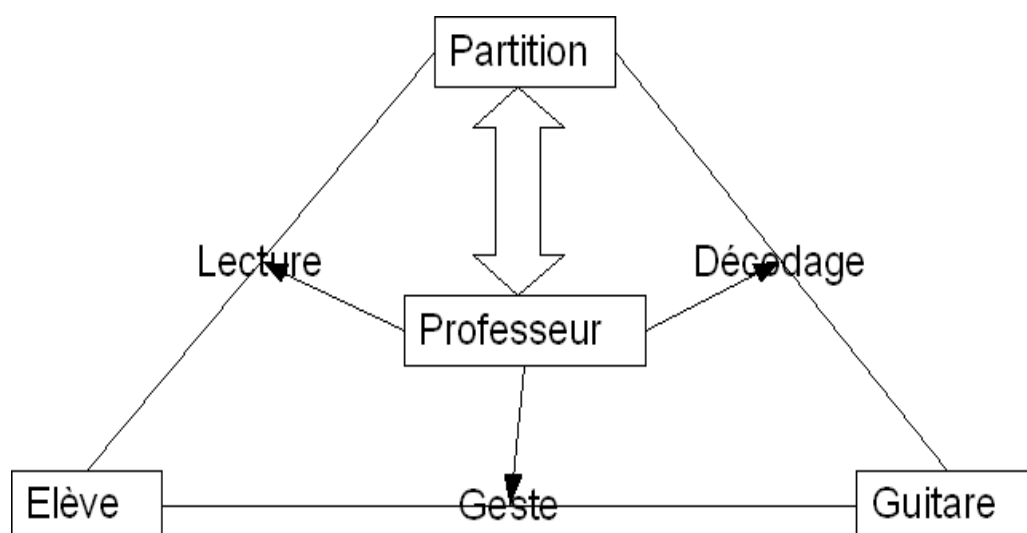 Partition
Lecture
Décodage
Professeur
Elève
Geste
Guitare